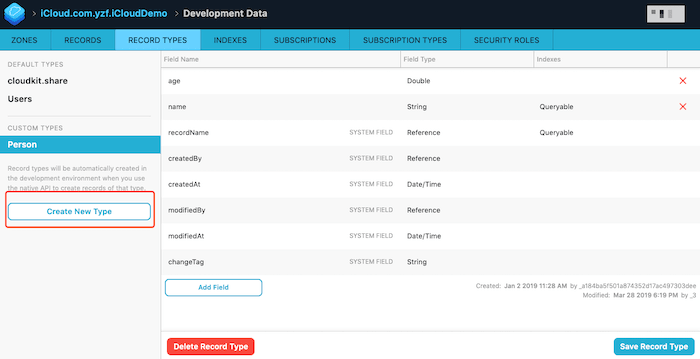 iCloud.com.yzf.iCloudDemo › Development Data
ZONES RECORDS RECORD TYPES INDEXES SUBSCRIPTIONS SUBSCRIPTION TYPES SECURITY ROLES
DEFAULT TYPES
cloudkit.share
Users
CUSTOM TYPES
Person
Record types will be automatically created in
the development environment when you use
the native API to create records of that type.
Create New Type
Field Name Field Type Indexes
age Double
name String Queryable
recordName SYSTEM FIELD Reference Queryable
createdBy SYSTEM FIELD Reference
createdAt SYSTEM FIELD Date/Time
modifiedBy SYSTEM FIELD Reference
modifiedAt SYSTEM FIELD Date/Time
changeTag SYSTEM FIELD String
Add Field
Created: Jan 2 2019 11:28 AM by _a184ba5f501a874352d17ac497303dee
Modified: Mar 28 2019 6:19 PM by _3
Delete Record Type
Save Record Type